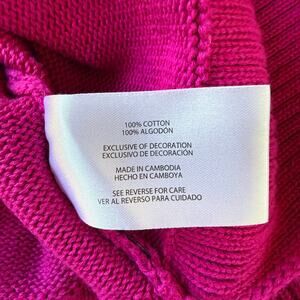 100% COTTON
100% ALGODÓN
EXCLUSIVE OF DECORATION
EXCLUSIVO DE DECORACIÓN
MADE IN CAMBODIA
HECHO EN CAMBOYA
SEE REVERSE FOR CARE
VER AL REVERSO PARA CUIDADO